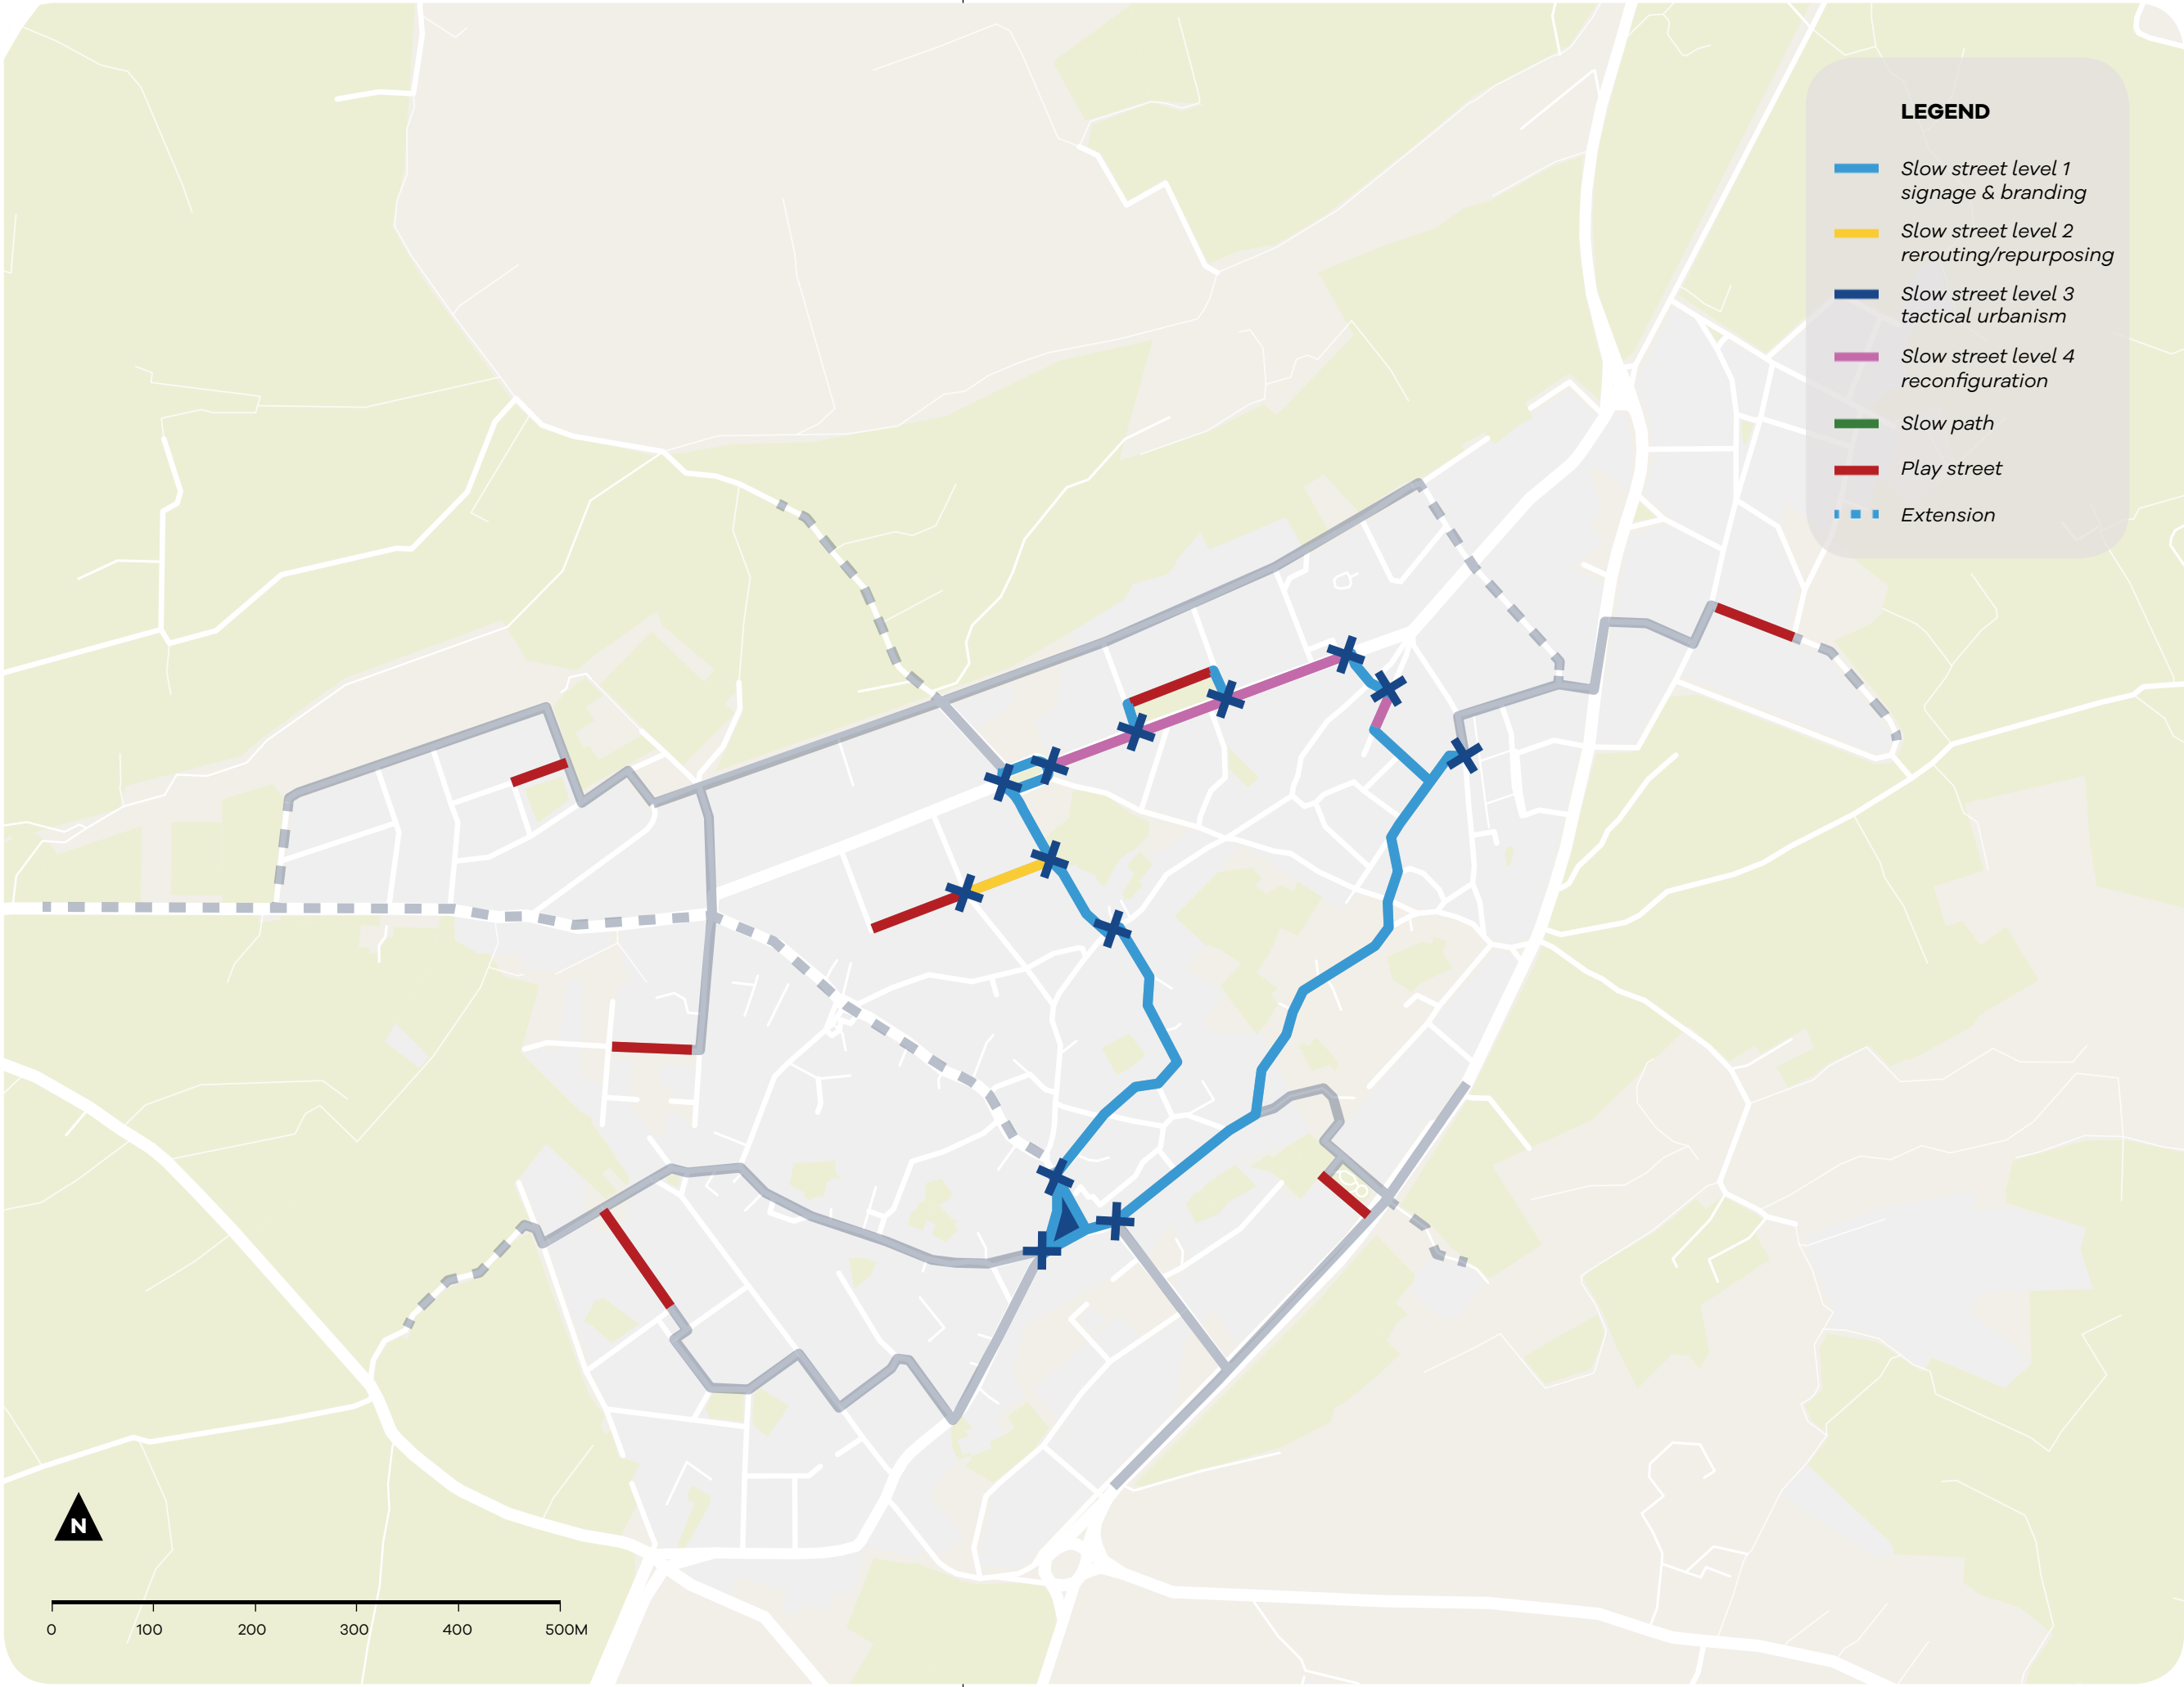 LEGEND
Slow street level 1
signage & branding
Slow street level 2
rerouting/repurposing
Slow street level 3
tactical urbanism
Slow street level 4
reconfiguration
Slow path
Play street
Extension
N
0 100 200 300 400 500M